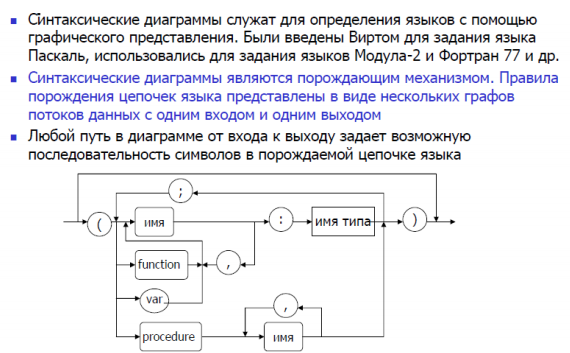 Синтаксические диаграммы служат для определения языков с помощью
графического представления. Были введены Виртом для задания языка
Паскаль, использовались для задания языков Модула-2 и Фортран 77 и др.
Синтаксические диаграммы являются порождающим механизмом. Правила
порождения цепочек языка представлены в виде нескольких графов
потоков данных с одним входом и одним выходом
Любой путь в диаграмме от входа к выходу задает возможную
последовательность символов в порождаемой цепочке языка
;
( имя : имя типа )
function ,
var
,
procedure имя